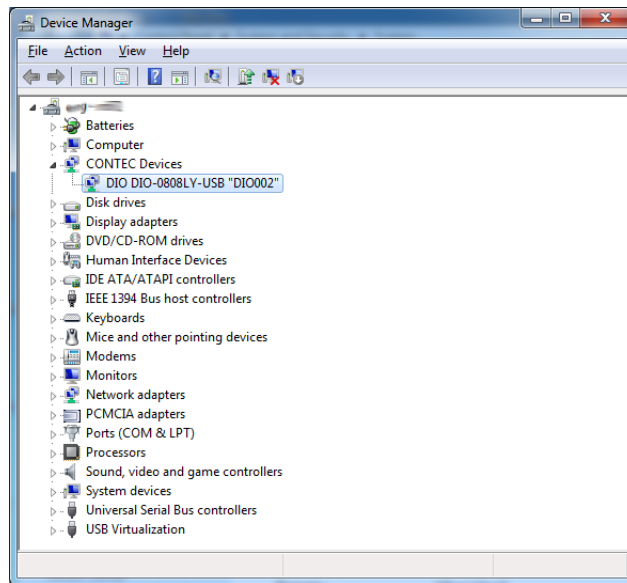 Device Manager
File Action View Help
Batteries
Computer
CONTEC Devices
DIO DIO-0808LY-USB "DIO002"
Disk drives
Display adapters
DVD/CD-ROM drives
Human Interface Devices
IDE ATA/ATAPI controllers
IEEE 1394 Bus host controllers
Keyboards
Mice and other pointing devices
Modems
Monitors
Network adapters
PCMCIA adapters
Ports (COM & LPT)
Processors
Sound, video and game controllers
System devices
Universal Serial Bus controllers
USB Virtualization